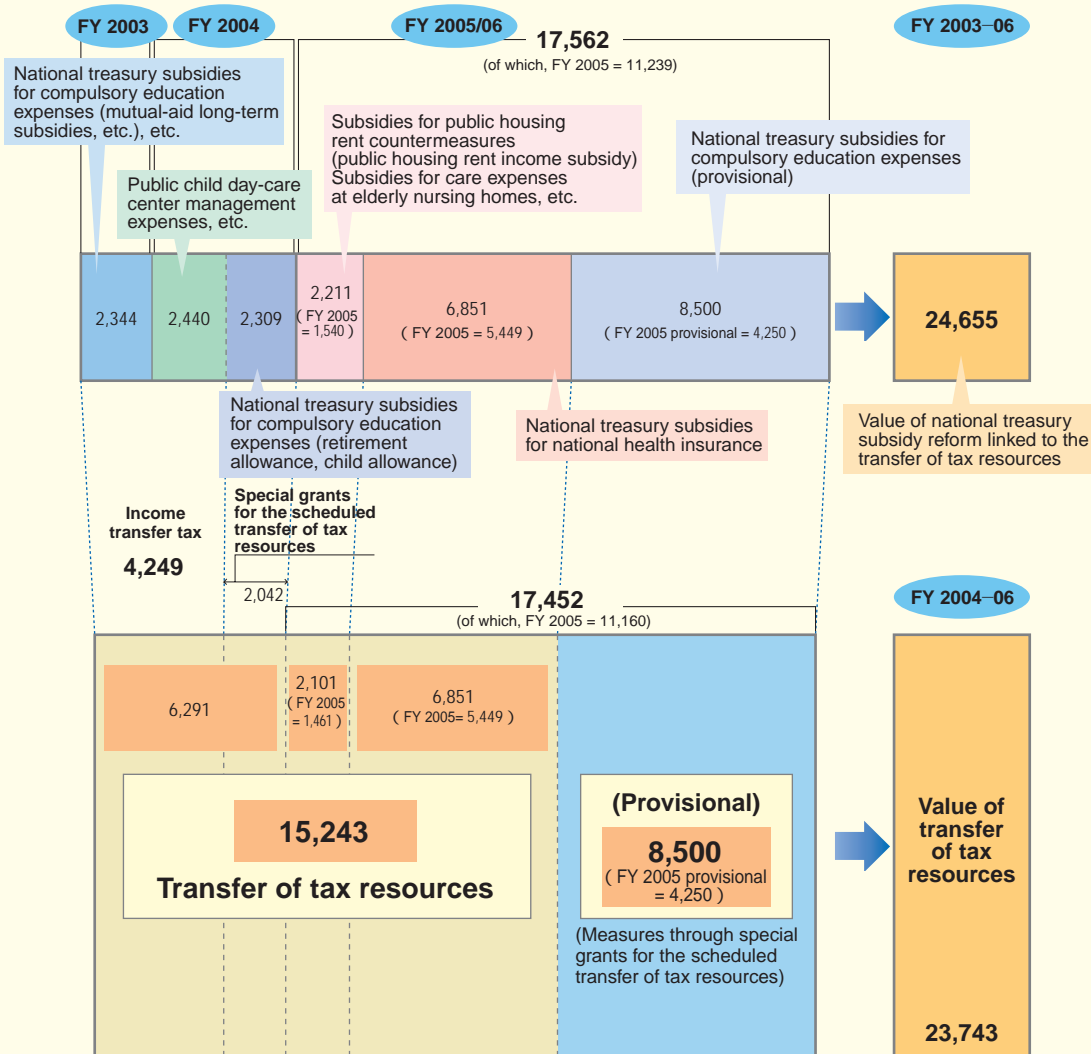 FY 2003
FY 2004
FY 2005/06
FY 2003–06
17,562
(of which, FY 2005 = 11,239)
National treasury subsidies
for compulsory education
expenses (mutual-aid long-term
subsidies, etc.), etc.
Public child day-care
center management
expenses, etc.
Subsidies for public housing
rent countermeasures
(public housing rent income subsidy)
Subsidies for care expenses
at elderly nursing homes, etc.
National treasury subsidies for
compulsory education expenses
(provisional)
2,344
2,440
2,309
2,211
( FY 2005
= 1,540 )
6,851
( FY 2005 = 5,449 )
8,500
( FY 2005 provisional = 4,250 )
24,655
National treasury subsidies
for compulsory education
expenses (retirement
allowance, child allowance)
National treasury subsidies
for national health insurance
Value of national treasury
subsidy reform linked to the
transfer of tax resources
Income
transfer tax
4,249
Special grants
for the scheduled
transfer of tax
resources
2,042
17,452
(of which, FY 2005 = 11,160)
FY 2004–06
6,291
2,101
( FY 2005
= 1,461 )
6,851
( FY 2005= 5,449 )
15,243
Transfer of tax resources
(Provisional)
8,500
( FY 2005 provisional
= 4,250 )
(Measures through special
grants for the scheduled
transfer of tax resources)
Value of
transfer
of tax
resources
23,743